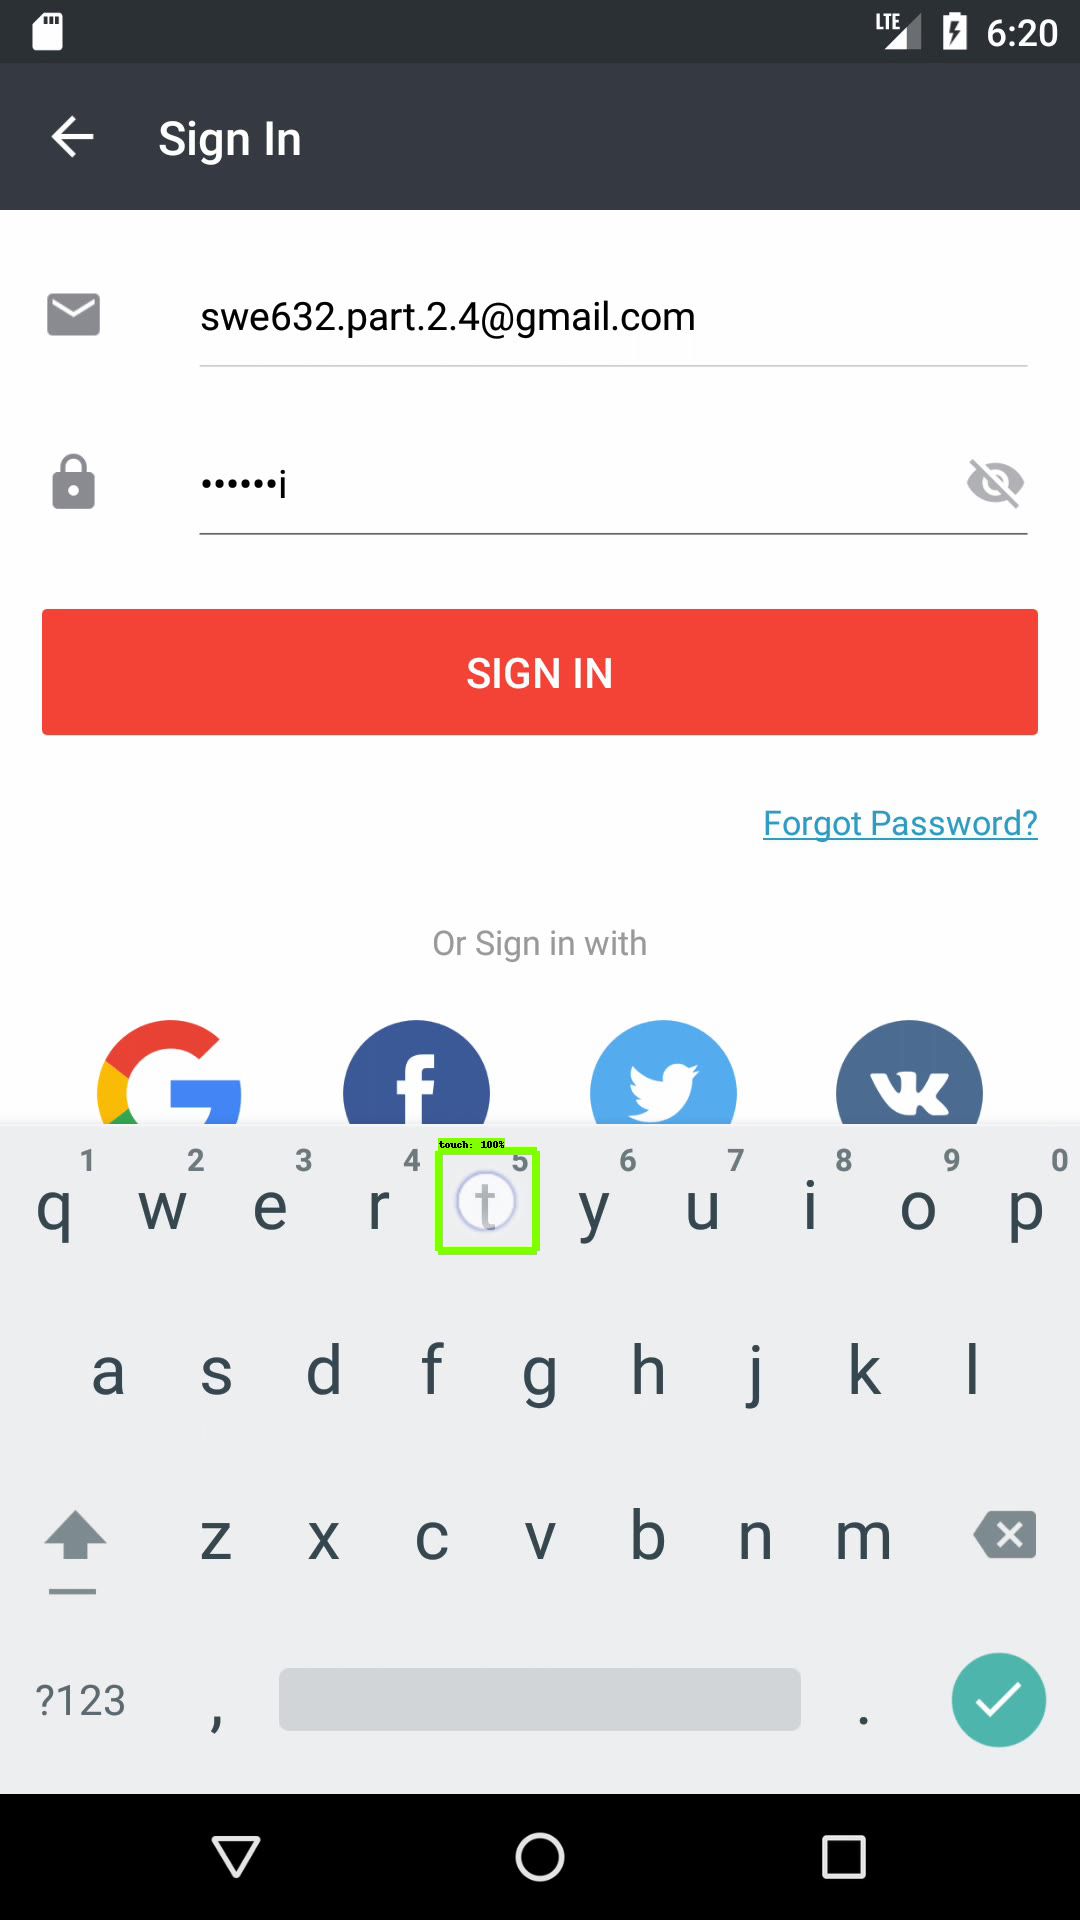 LTE 6:20
Sign In
swe632.part.2.4@gmail.com
••••••i
SIGN IN
Forgot Password?
Or Sign in with
touch: 100%
1 2 3 4 5 6 7 8 9 0
q w e r t y u i o p
a s d f g h j k l
z x c v b n m
?123 , .